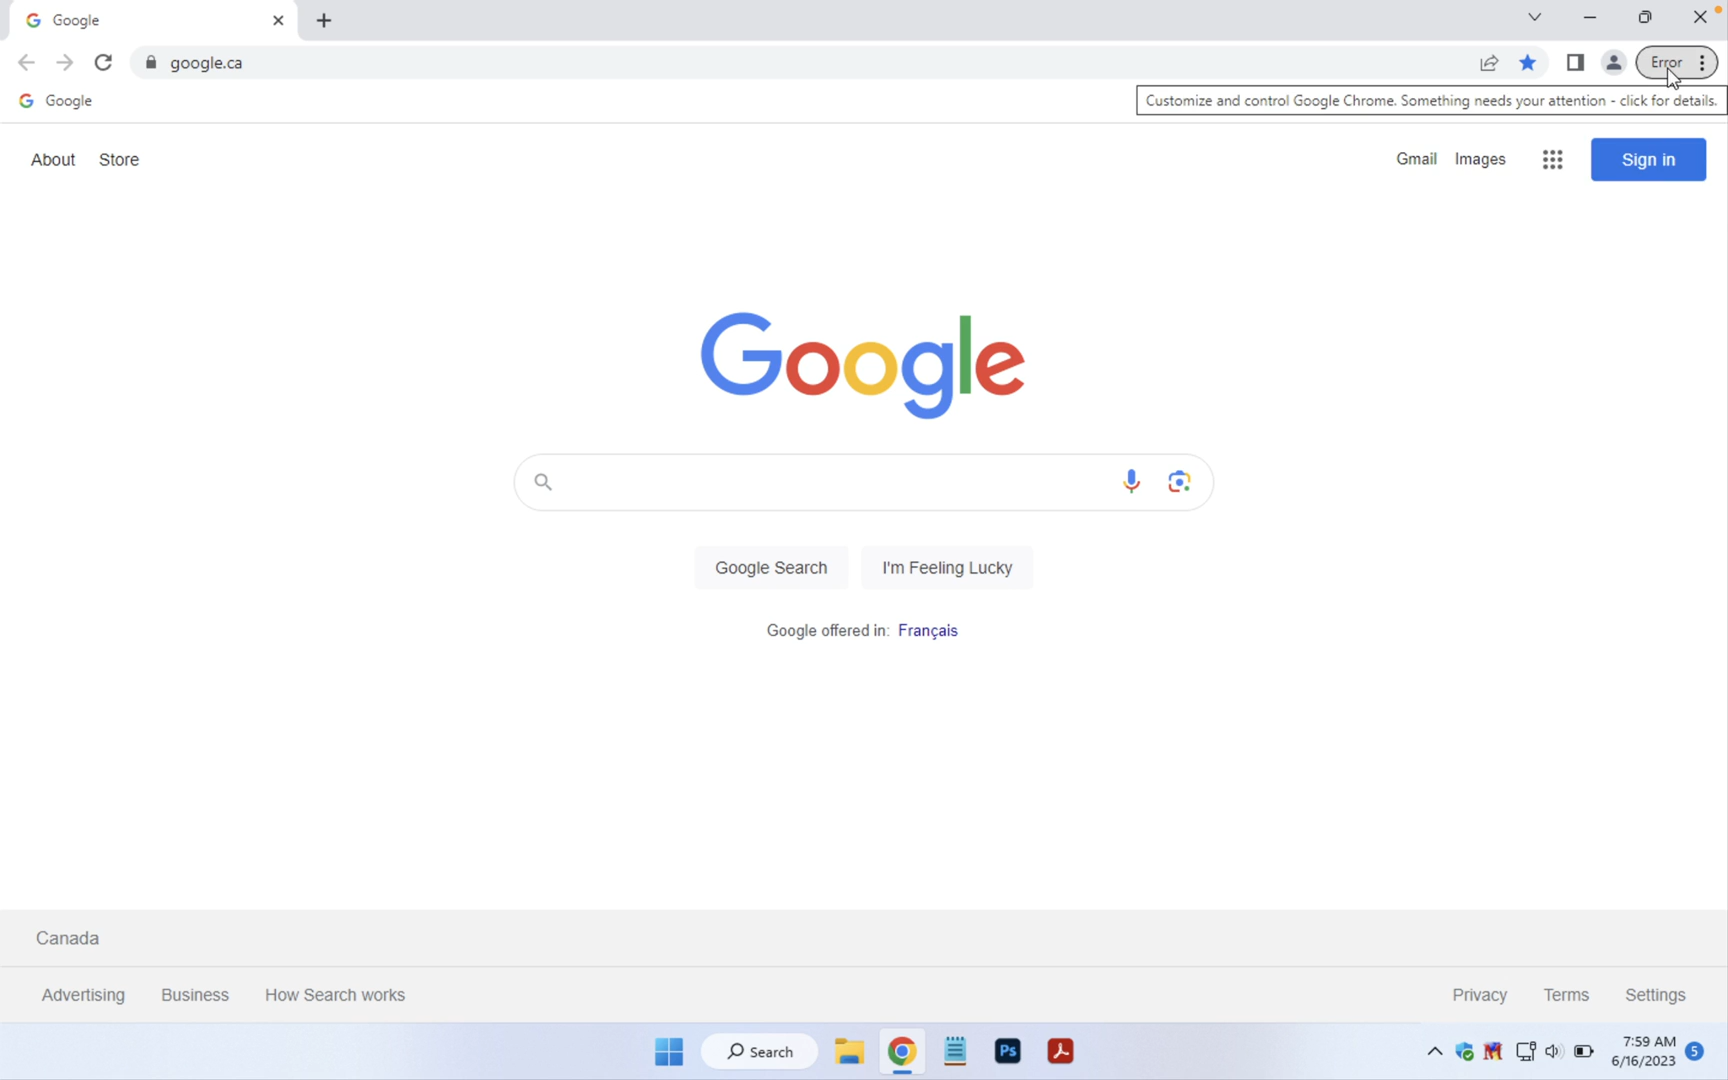 Google
google.ca
Error
Google
Customize and control Google Chrome. Something needs your attention - click for details.
About Store
Gmail Images Sign in
Google
Google Search I'm Feeling Lucky
Google offered in: Français
Canada
Advertising Business How Search works
Privacy Terms Settings
Search
Ps
7:59 AM
6/16/2023
5